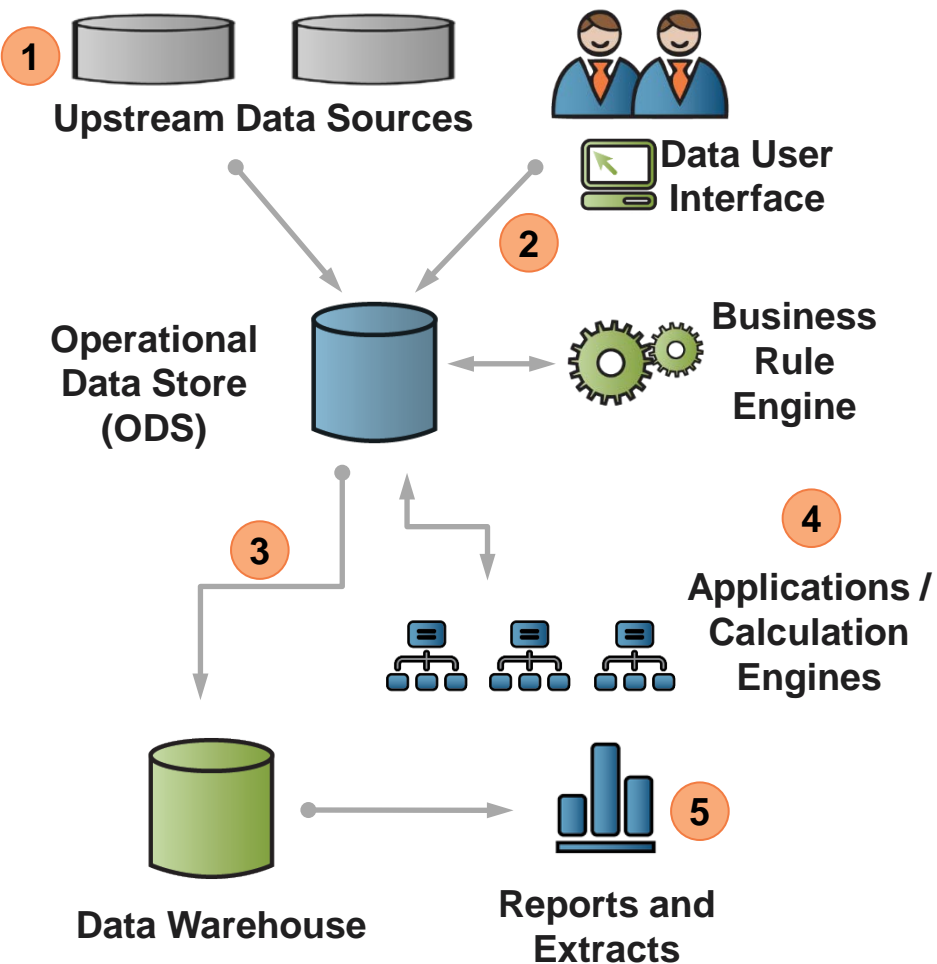 1
Upstream Data Sources
Data User
Interface
2
Operational
Data Store
(ODS)
Business
Rule
Engine
3
4
Applications /
Calculation
Engines
5
Data Warehouse
Reports and
Extracts